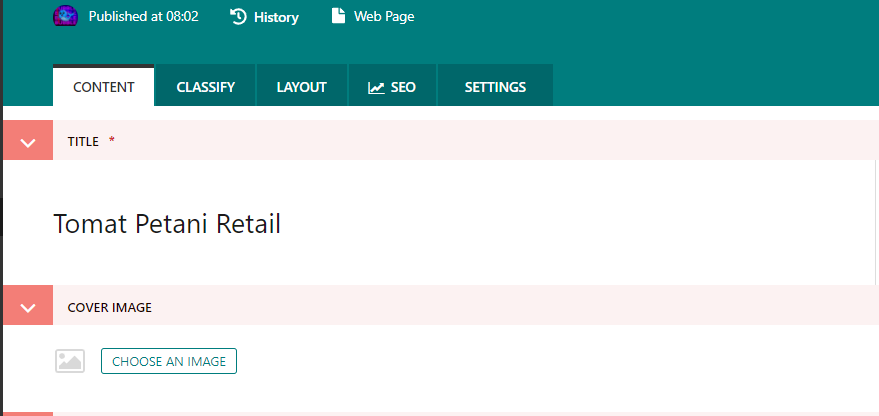 Published at 08:02 History Web Page
CONTENT CLASSIFY LAYOUT SEO SETTINGS
TITLE *
Tomat Petani Retail
COVER IMAGE
CHOOSE AN IMAGE